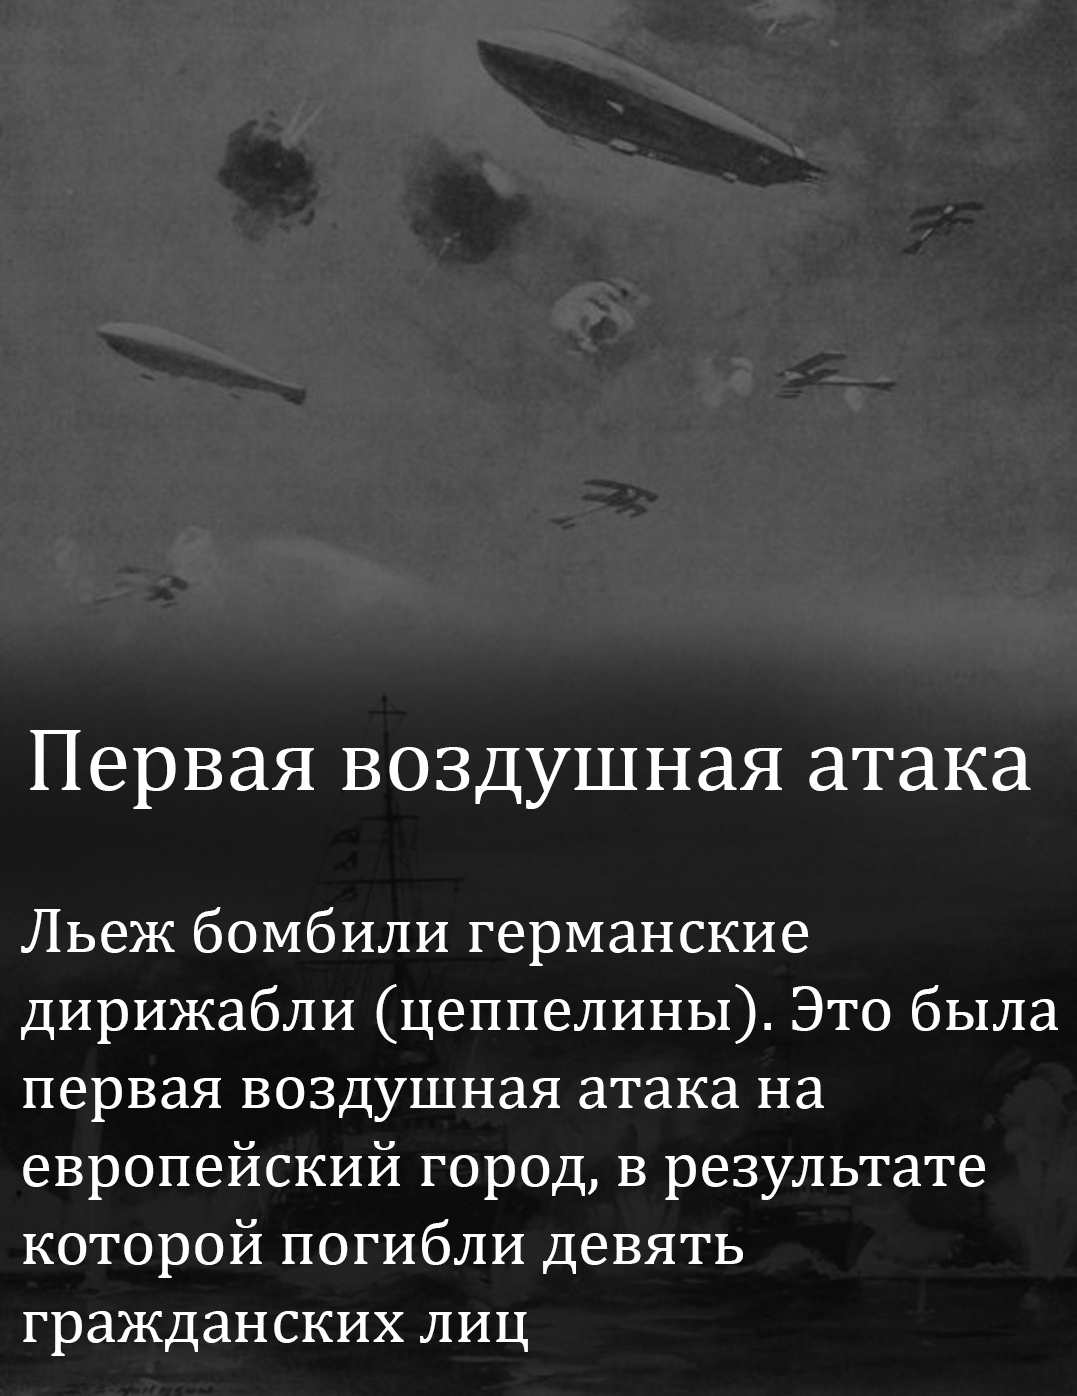 Первая воздушная атака
Льеж бомбили германские
дирижабли (цеппелины). Это была
первая воздушная атака на
европейский город, в результате
которой погибли девять
гражданских лиц